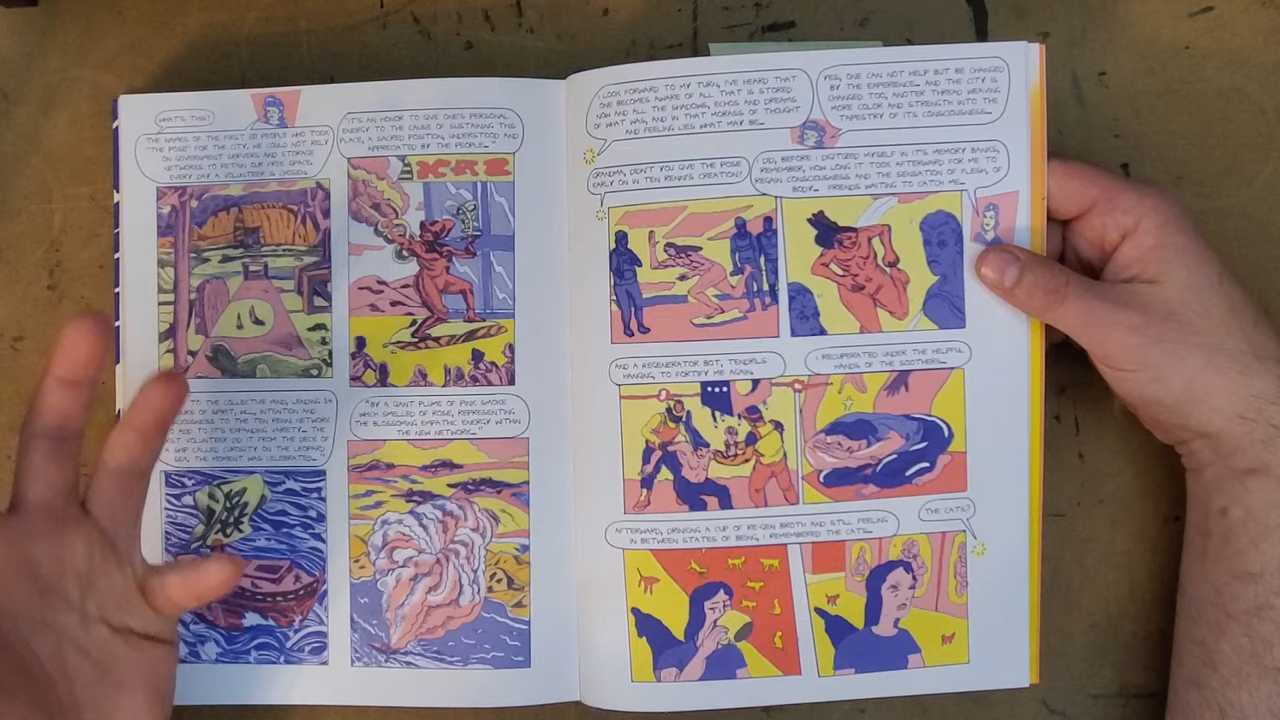 WHAT'S THIS?
THE NAMES OF THE FIRST 20 PEOPLE WHO TOOK
"THE POSE" FOR THE CITY. WE COULD NOT RELY
ON GOVERNMENT SERVERS AND STORAGE
NETWORKS TO RETAIN OUR FREE SPACE.
EVERY DAY A VOLUNTEER IS CHOSEN.
"IT'S AN HONOR TO GIVE ONE'S PERSONAL
ENERGY TO THE CAUSE OF SUSTAINING THIS
PLACE, A SACRED POSITION, UNDERSTOOD AND
APPRECIATED BY THE PEOPLE..."
TO THE COLLECTIVE MIND, LENDING 24
OF SPIRIT, WILL, INTENTION AND
TO THE TEN RENNI NETWORK
TO ADD TO IT'S EXPANDING VARIETY... THE
VOLUNTEER DID IT FROM THE DECK OF
A SHIP CALLED CURIOSITY ON THE LEOPARD
SEA. THE MOMENT WAS CELEBRATED...
"BY A GIANT PLUME OF PINK SMOKE
WHICH SMELLED OF ROSE, REPRESENTING
THE BLOSSOMING EMPATHIC ENERGY WITHIN
THE NEW NETWORK..."
I LOOK FORWARD TO MY TURN, I'VE HEARD THAT
ONE BECOMES AWARE OF ALL THAT IS STORED
NOW AND ALL THE SHADOWS, ECHOS AND DREAMS
OF WHAT WAS, AND IN THAT MORASS OF THOUGHT
AND FEELING LIES WHAT MAY BE...
YES, ONE CAN NOT HELP BUT BE CHANGED
BY THE EXPERIENCE... AND THE CITY IS
CHANGED TOO, ANOTER THREAD WEAVING
MORE COLOR AND STRENGTH INTO THE
TAPESTRY OF ITS CONSCIOUSNESS...
GRANDMA, DIDN'T YOU GIVE THE POSE
EARLY ON IN TEN RENNI'S CREATION?
I DID, BEFORE I DIGITIZED MYSELF IN IT'S MEMORY BANKS,
I REMEMBER, HOW LONG IT TOOK AFTERWARD FOR ME TO
REGAIN CONSCIOUSNESS AND THE SENSATION OF FLESH, OF
BODY... FRIENDS WAITING TO CATCH ME...
AND A REGENERATOR BOT, TENDRILS
HANGING, TO FORTIFY ME AGAIN.
I RECUPERATED UNDER THE HELPFUL
HANDS OF THE SOOTHERS...
AFTERWARD, DRINKING A CUP OF RE-GEN BROTH AND STILL FEELING
IN BETWEEN STATES OF BEING, I REMEMBERED THE CATS...
THE CATS?